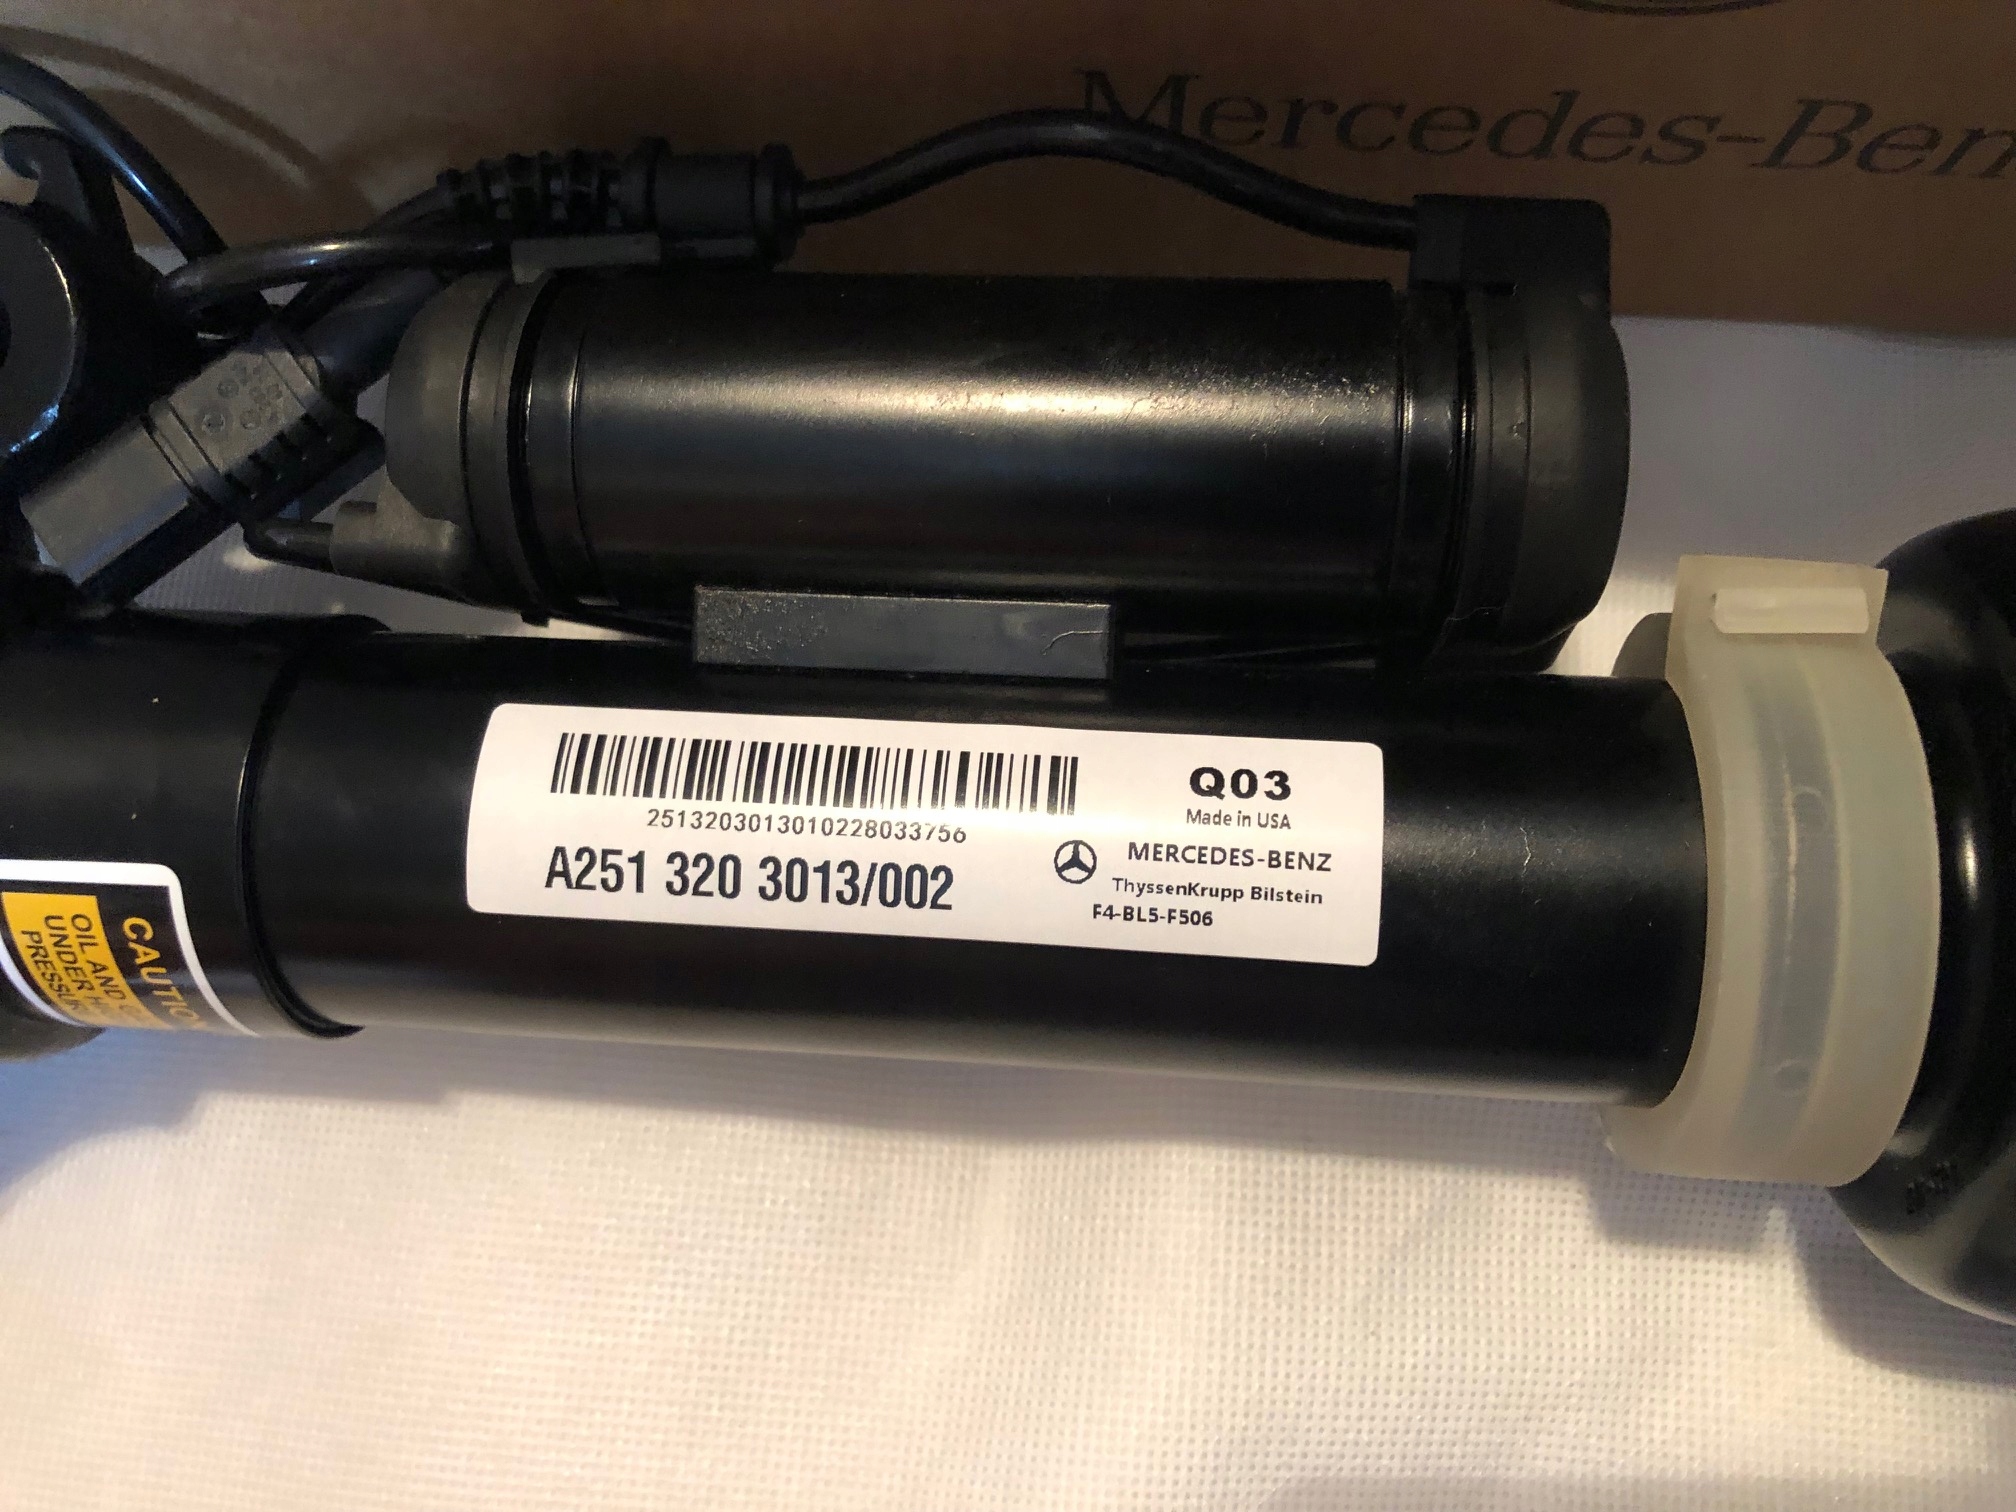 Mercedes-Ben
2513203013010228033756
A251 320 3013/002
Q03
Made in USA
MERCEDES-BENZ
ThyssenKrupp Bilstein
F4-BL5-F506
CAUTION
OIL AND
UNDER